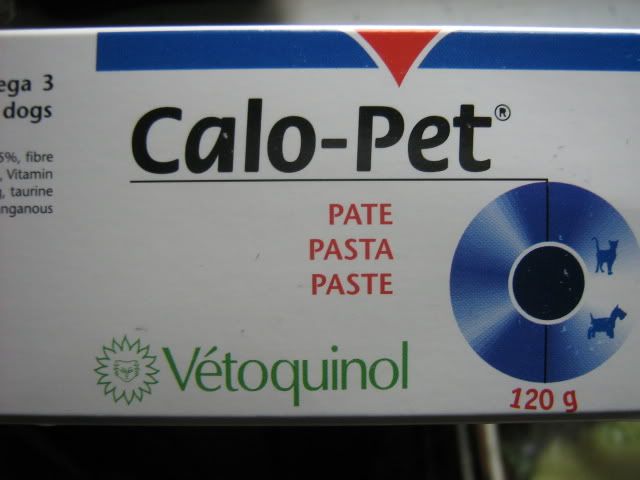 ega 3
dogs
5%, fibre
, Vitamin
g, taurine
nganous
Calo-Pet®
PATE
PASTA
PASTE
Vétoquinol
120 g